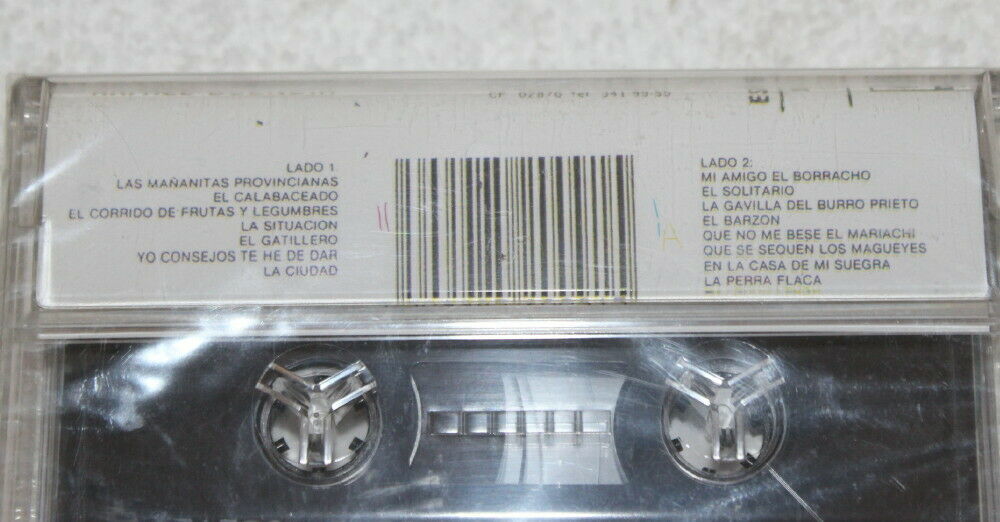 LADO 1
LAS MAÑANITAS PROVINCIANAS
EL CALABACEADO
EL CORRIDO DE FRUTAS Y LEGUMBRES
LA SITUACION
EL GATILLERO
YO CONSEJOS TE HE DE DAR
LA CIUDAD
LADO 2:
MI AMIGO EL BORRACHO
EL SOLITARIO
LA GAVILLA DEL BURRO PRIETO
EL BARZON
QUE NO ME BESE EL MARIACHI
QUE SE SEQUEN LOS MAGUEYES
EN LA CASA DE MI SUEGRA
LA PERRA FLACA